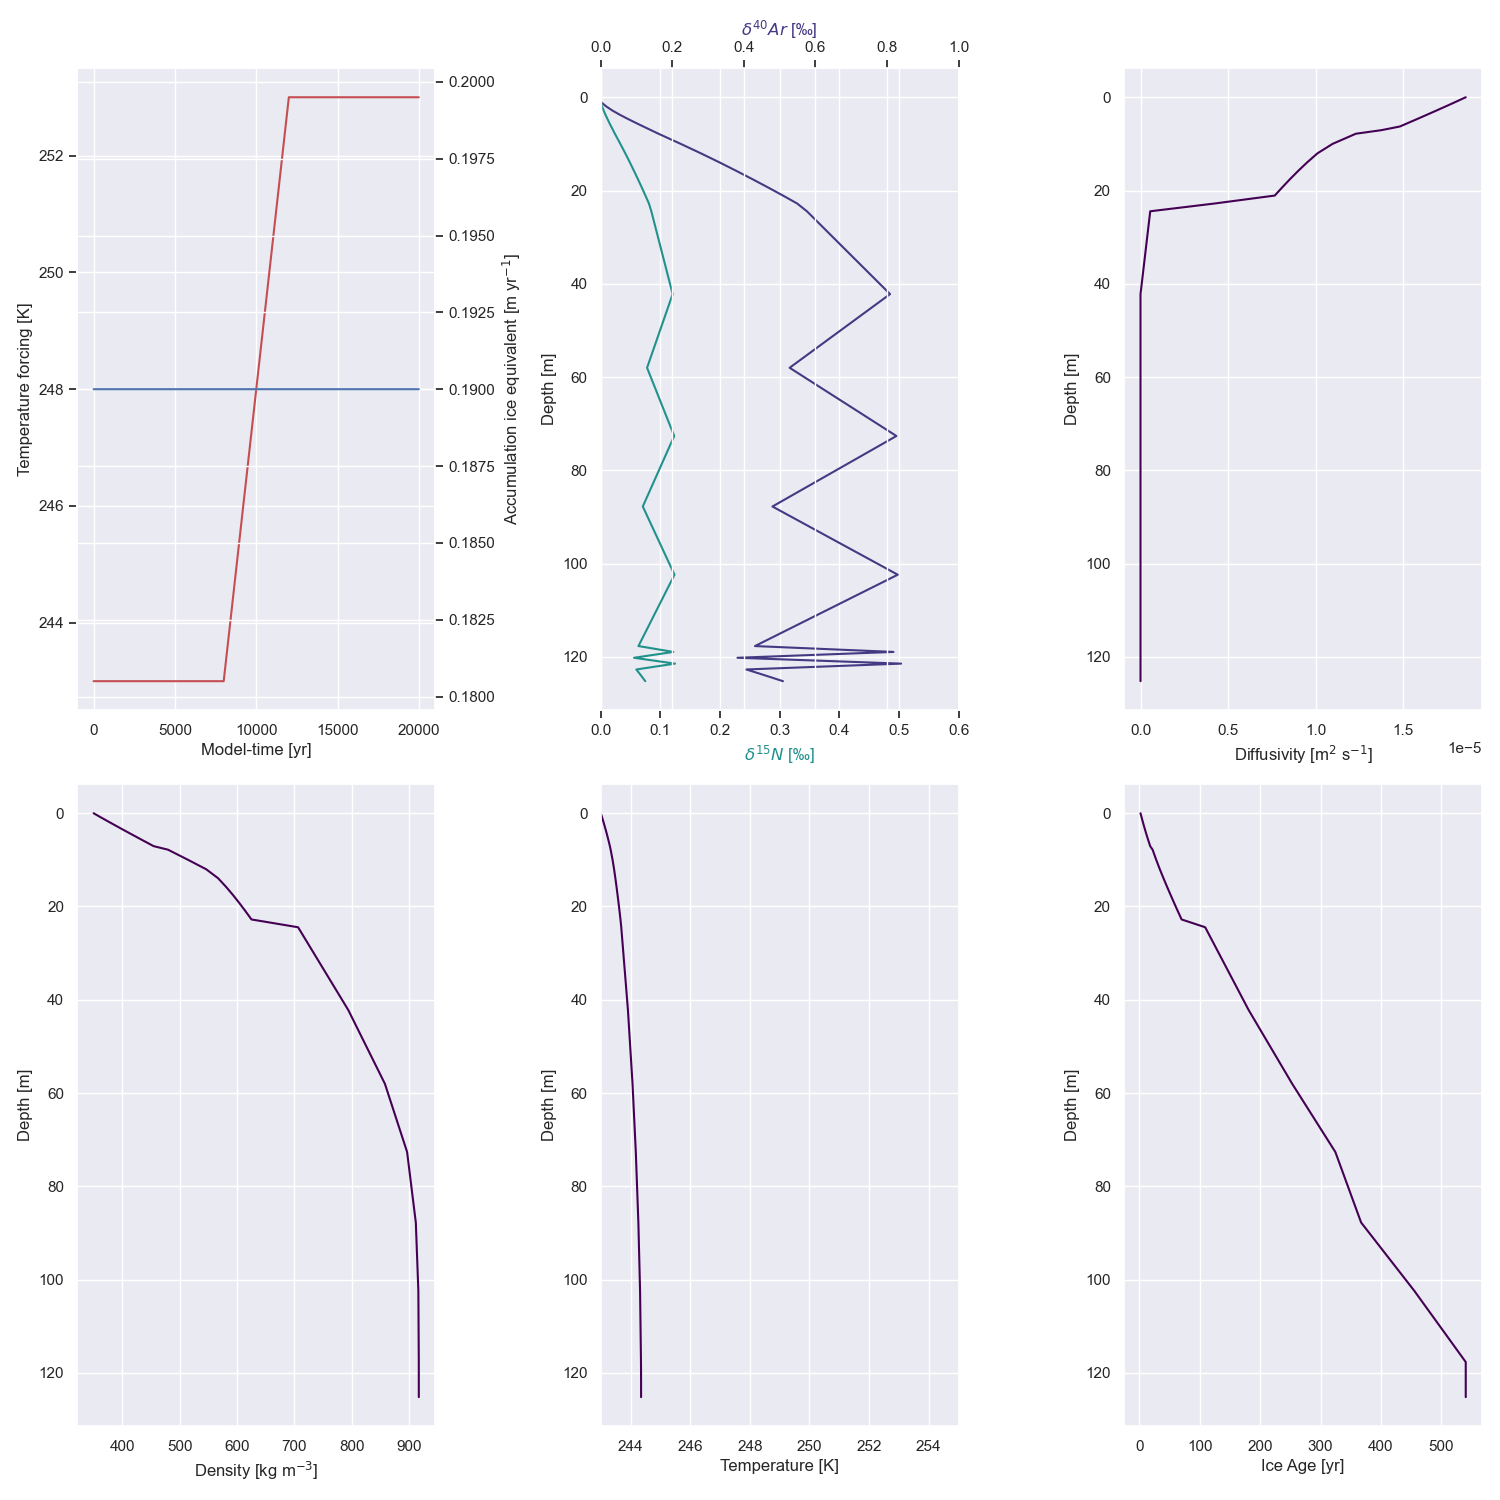 δ⁴⁰Ar [‰]
0.0 0.2 0.4 0.6 0.8 1.0
252
250
248
246
244
Temperature forcing [K]
0.2000
0.1975
0.1950
0.1925
0.1900
0.1875
0.1850
0.1825
0.1800
Accumulation ice equivalent [m yr⁻¹]
0 5000 10000 15000 20000
Model-time [yr]
0
20
40
60
80
100
120
Depth [m]
0.0 0.1 0.2 0.3 0.4 0.5 0.6
δ¹⁵N [‰]
0
20
40
60
80
100
120
Depth [m]
0.0 0.5 1.0 1.5
1e−5
Diffusivity [m² s⁻¹]
0
20
40
60
80
100
120
Depth [m]
400 500 600 700 800 900
Density [kg m⁻³]
0
20
40
60
80
100
120
Depth [m]
244 246 248 250 252 254
Temperature [K]
0
20
40
60
80
100
120
Depth [m]
0 100 200 300 400 500
Ice Age [yr]